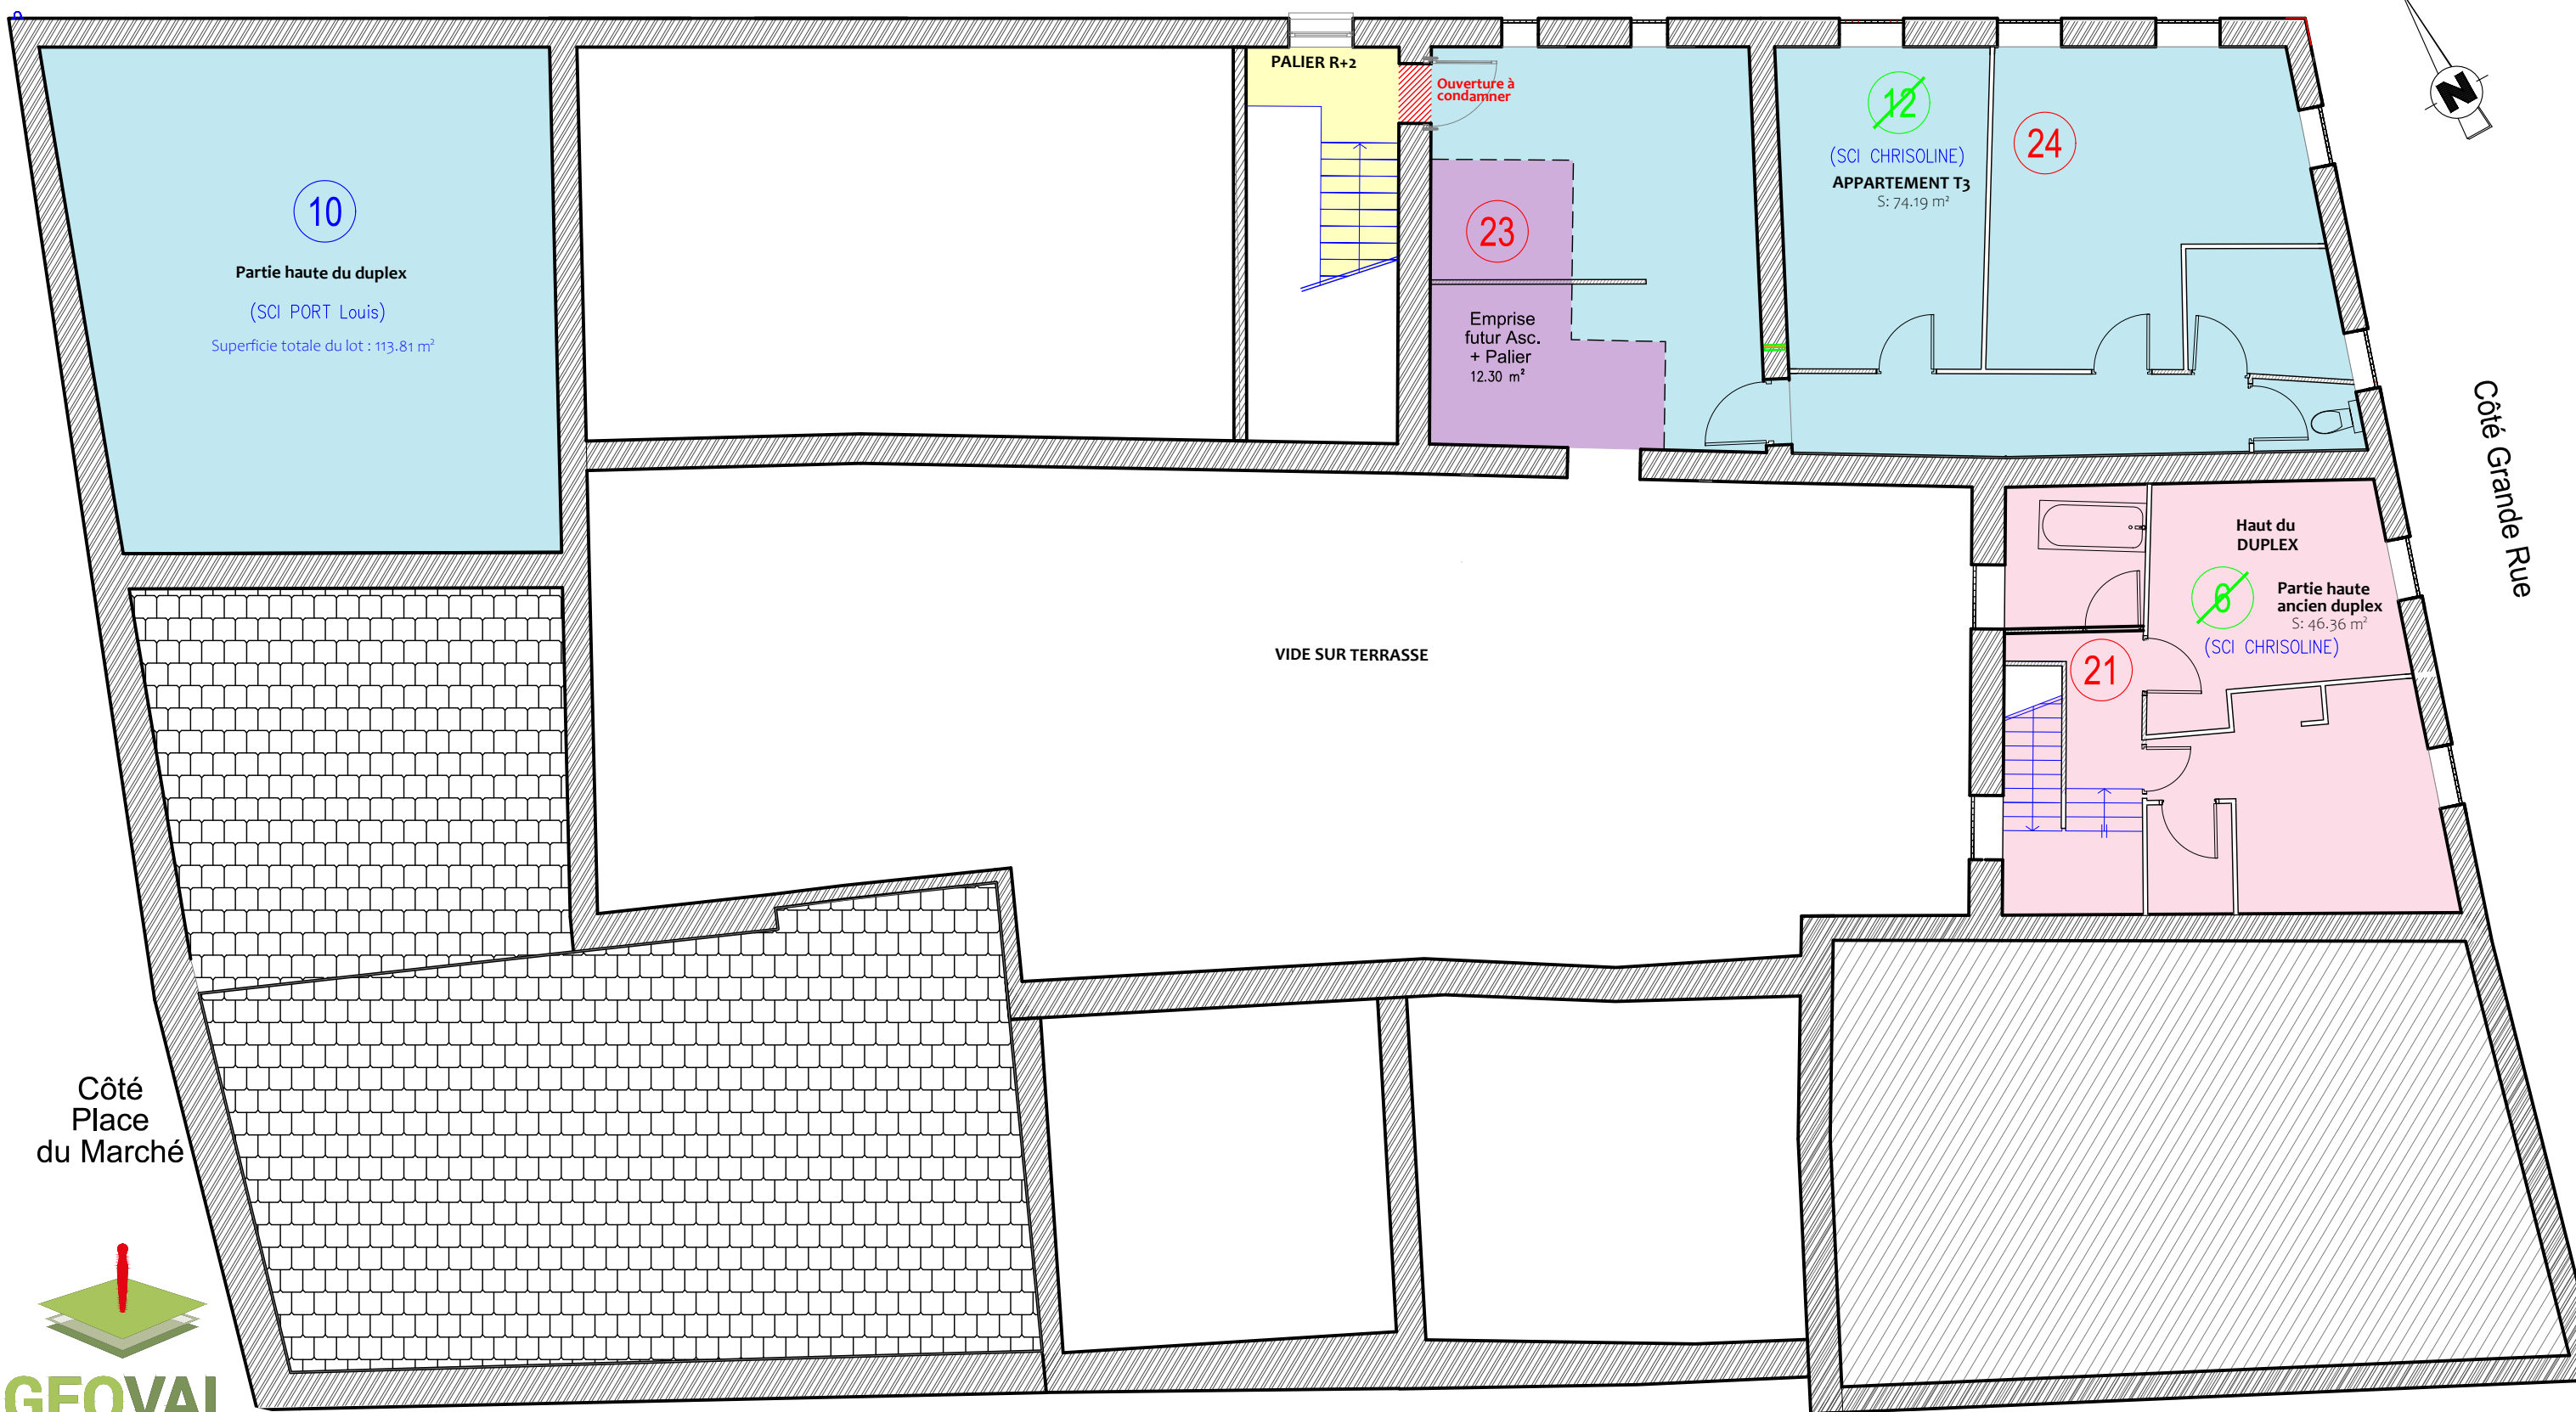 PALIER R+2
Ouverture à
condamner
12
(SCI CHRISOLINE)
APPARTEMENT T3
S: 74.19 m²
24
N
10
Partie haute du duplex
(SCI PORT Louis)
Superficie totale du lot : 113.81 m²
23
Emprise
futur Asc.
+ Palier
12.30 m²
Côté Grande Rue
Haut du
DUPLEX
6
Partie haute
ancien duplex
S: 46.36 m²
(SCI CHRISOLINE)
21
VIDE SUR TERRASSE
Côté
Place
du Marché
GEOVAL